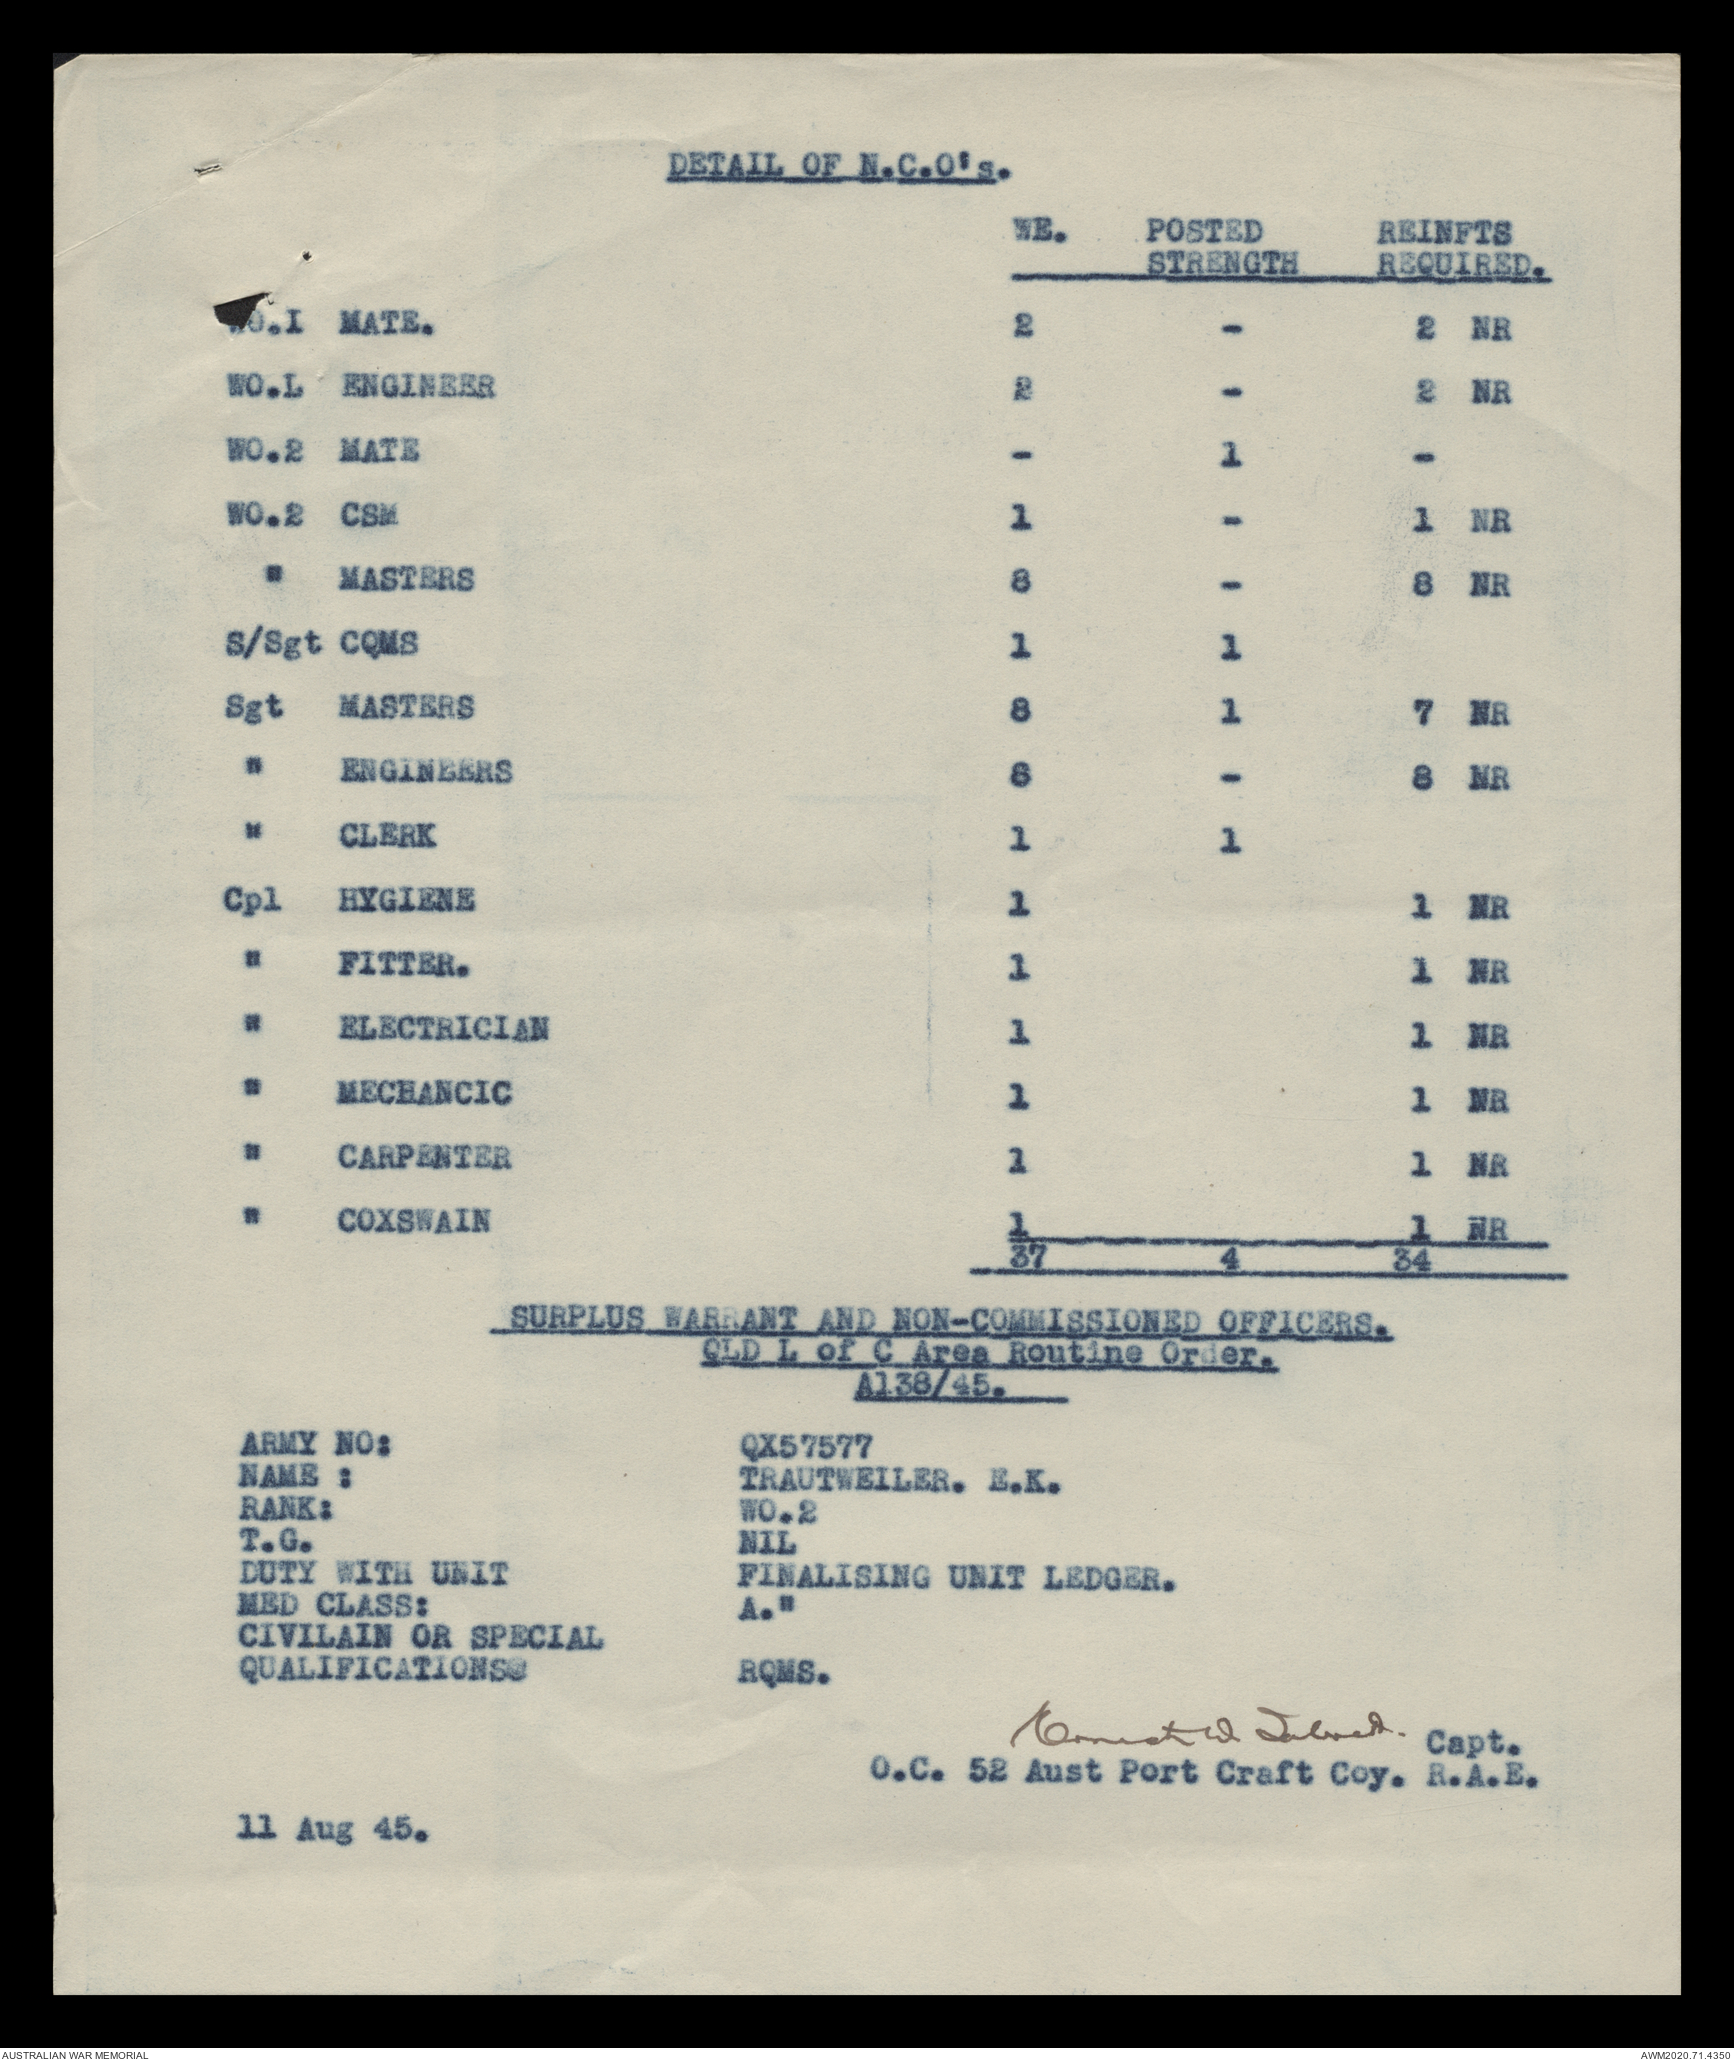 DETAIL OF N.C.O's.
WE. POSTED REINFTS
STRENGTH REQUIRED.
WO.I MATE. 2 - 2 NR
WO.L ENGINEER 2 - 2 NR
WO.2 MATE - 1 -
WO.2 CSM 1 - 1 NR
" MASTERS 8 - 8 NR
S/Sgt CQMS 1 1
Sgt MASTERS 8 1 7 NR
" ENGINEERS 8 - 8 NR
" CLERK 1 1
Cpl HYGIENE 1 1 NR
" FITTER. 1 1 NR
" ELECTRICIAN 1 1 NR
" MECHANCIC 1 1 NR
" CARPENTER 1 1 NR
" COXSWAIN 1 1 NR
37 4 34
SURPLUS WARRANT AND NON-COMMISSIONED OFFICERS.
QLD L of C Area Routine Order.
A138/45.
ARMY NO: QX57577
NAME : TRAUTWEILER. E.K.
RANK: WO.2
T.G. NIL
DUTY WITH UNIT FINALISING UNIT LEDGER.
MED CLASS: A."
CIVILAIN OR SPECIAL
QUALIFICATIONS RQMS.
Capt.
O.C. 52 Aust Port Craft Coy. R.A.E.
11 Aug 45.
AUSTRALIAN WAR MEMORIAL AWM2020.71.4350